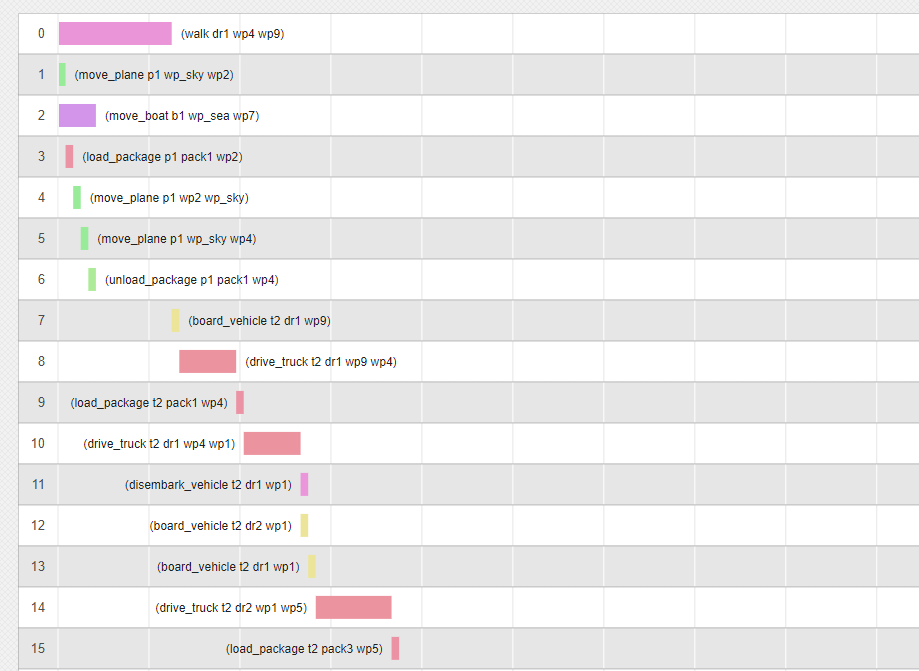 0 (walk dr1 wp4 wp9)
1 (move_plane p1 wp_sky wp2)
2 (move_boat b1 wp_sea wp7)
3 (load_package p1 pack1 wp2)
4 (move_plane p1 wp2 wp_sky)
5 (move_plane p1 wp_sky wp4)
6 (unload_package p1 pack1 wp4)
7 (board_vehicle t2 dr1 wp9)
8 (drive_truck t2 dr1 wp9 wp4)
9 (load_package t2 pack1 wp4)
10 (drive_truck t2 dr1 wp4 wp1)
11 (disembark_vehicle t2 dr1 wp1)
12 (board_vehicle t2 dr2 wp1)
13 (board_vehicle t2 dr1 wp1)
14 (drive_truck t2 dr2 wp1 wp5)
15 (load_package t2 pack3 wp5)